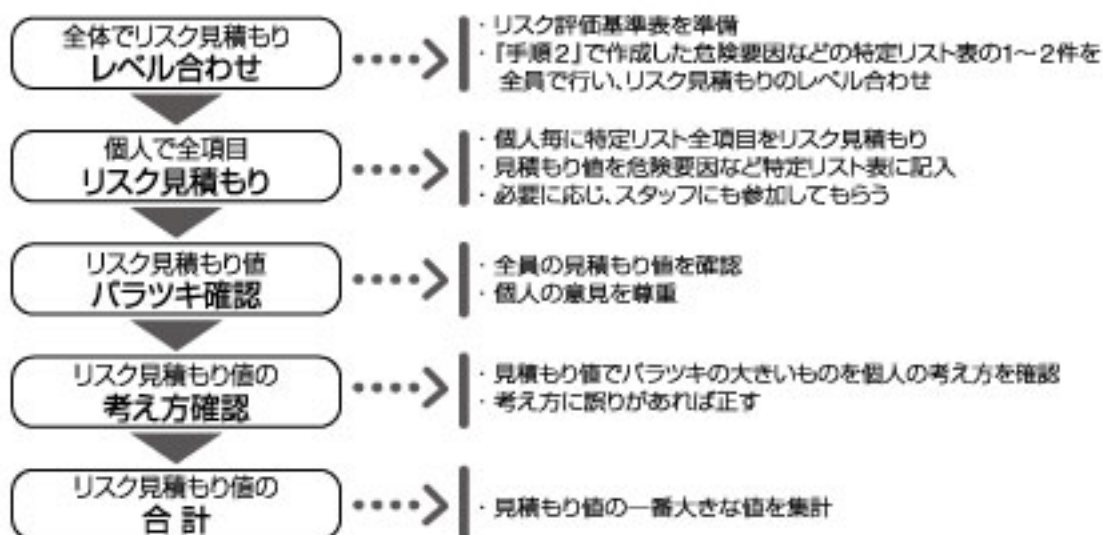 全体でリスク見積もり
レベル合わせ
・リスク評価基準表を準備
・『手順2』で作成した危険要因などの特定リスト表の1～2件を
全員で行い、リスク見積もりのレベル合わせ
個人で全項目
リスク見積もり
・個人毎に特定リスト全項目をリスク見積もり
・見積もり値を危険要因など特定リスト表に記入
・必要に応じ、スタッフにも参加してもらう
リスク見積もり値
バラツキ確認
・全員の見積もり値を確認
・個人の意見を尊重
リスク見積もり値の
考え方確認
・見積もり値でバラツキの大きいものを個人の考え方を確認
・考え方に誤りがあれば正す
リスク見積もり値の
合計
・見積もり値の一番大きな値を集計